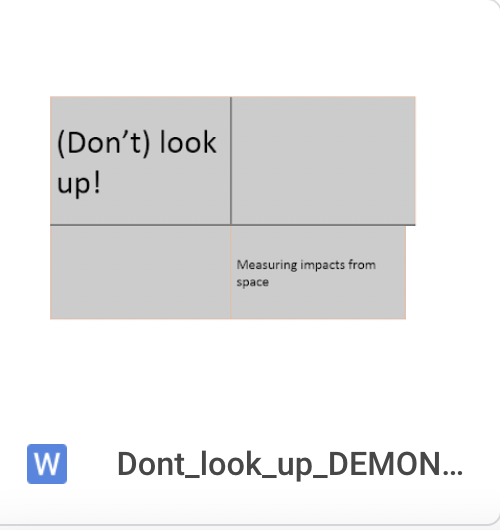 (Don’t) look
up!
Measuring impacts from
space
W
Dont_look_up_DEMON...